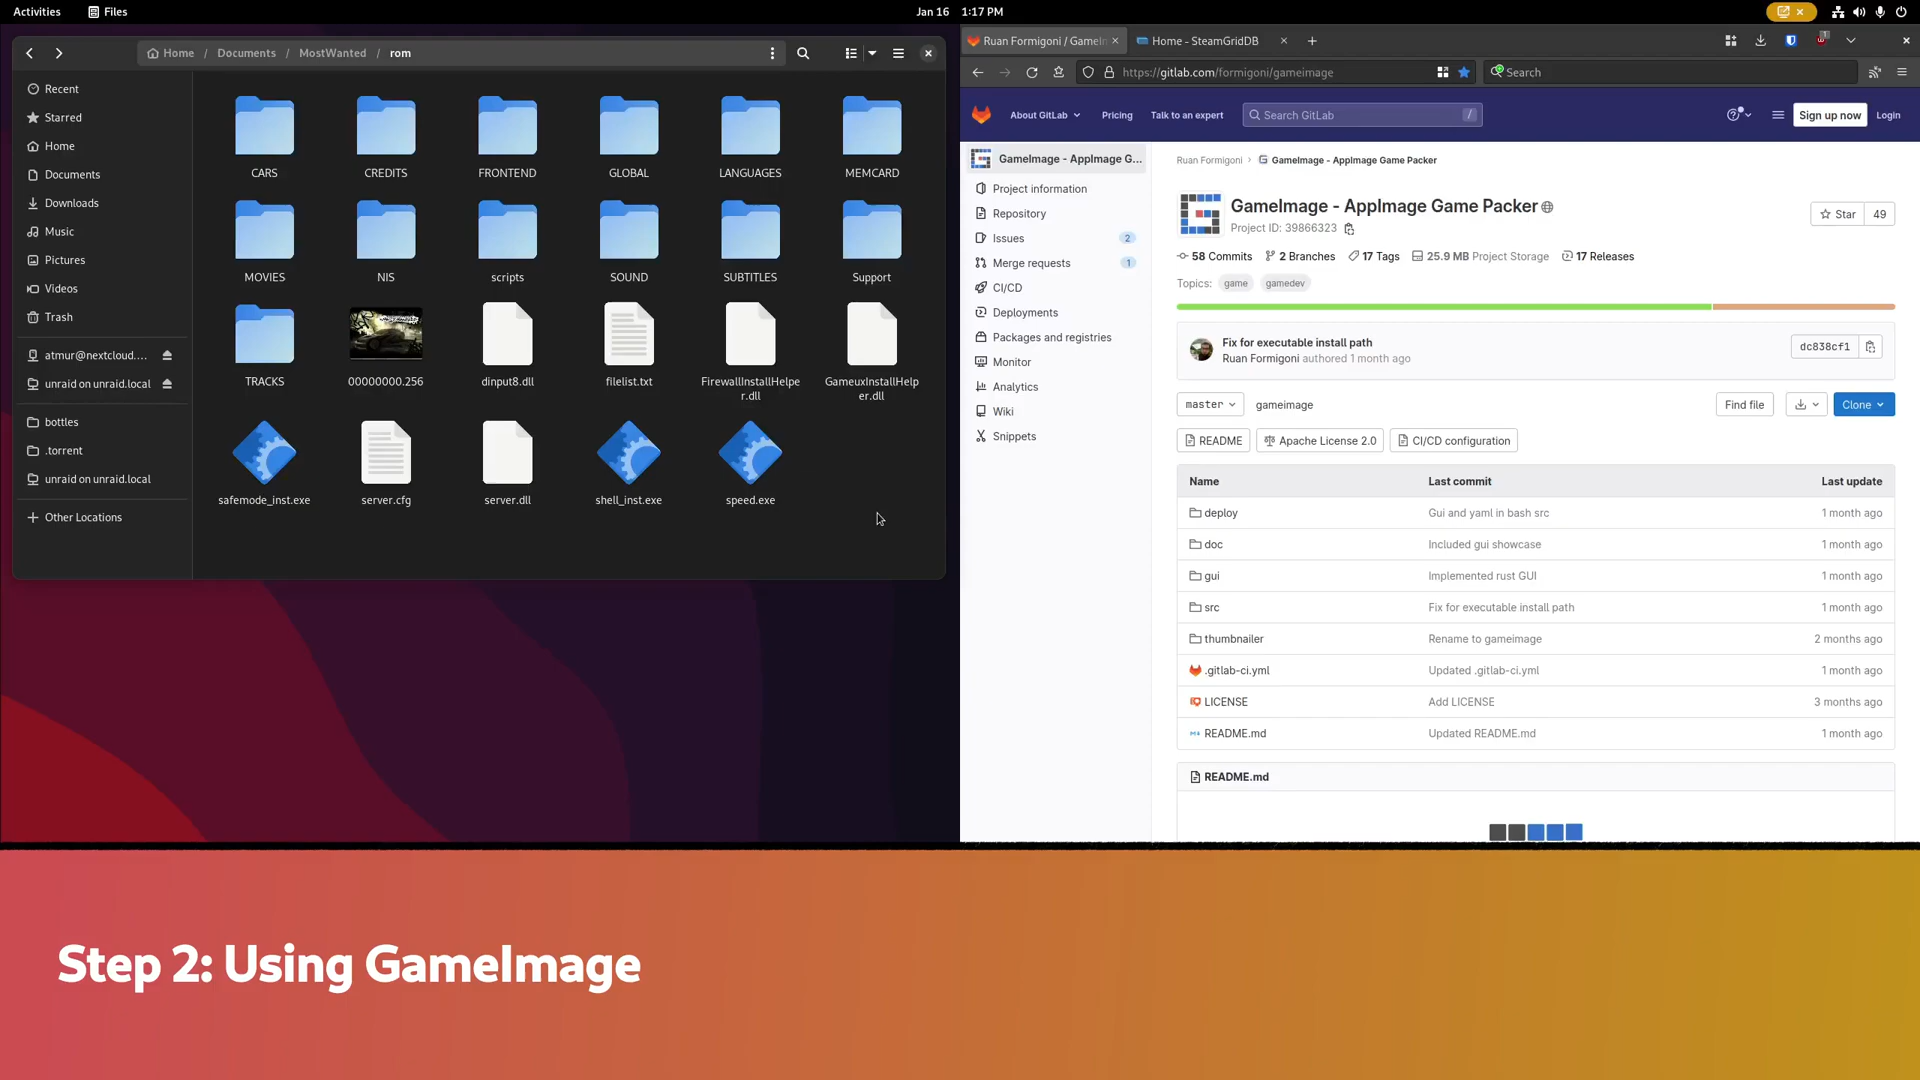 Activities
Files
Jan 16 1:17 PM
Home / Documents / MostWanted / rom
Recent
Starred
Home
Documents
Downloads
Music
Pictures
Videos
Trash
atmur@nextcloud....
unraid on unraid.local
bottles
.torrent
unraid on unraid.local
Other Locations
CARS
CREDITS
FRONTEND
GLOBAL
LANGUAGES
MEMCARD
MOVIES
NIS
scripts
SOUND
SUBTITLES
Support
TRACKS
00000000.256
dinput8.dll
filelist.txt
FirewallInstallHelpe
r.dll
GameuxInstallHelp
er.dll
safemode_inst.exe
server.cfg
server.dll
shell_inst.exe
speed.exe
Ruan Formigoni / GameIn
Home - SteamGridDB
1
https://gitlab.com/formigoni/gameimage
Search
About GitLab
Pricing
Talk to an expert
Search GitLab
/
Sign up now
Login
GameImage - AppImage G...
Project information
Repository
Issues 2
Merge requests 1
CI/CD
Deployments
Packages and registries
Monitor
Analytics
Wiki
Snippets
Ruan Formigoni › GameImage - AppImage Game Packer
GameImage - AppImage Game Packer
Project ID: 39866323
Star 49
58 Commits 2 Branches 17 Tags 25.9 MB Project Storage 17 Releases
Topics: game gamedev
Fix for executable install path
Ruan Formigoni authored 1 month ago
dc838cf1
master
gameimage
Find file
Clone
README
Apache License 2.0
CI/CD configuration
Name Last commit Last update
deploy Gui and yaml in bash src 1 month ago
doc Included gui showcase 1 month ago
gui Implemented rust GUI 1 month ago
src Fix for executable install path 1 month ago
thumbnailer Rename to gameimage 2 months ago
.gitlab-ci.yml Updated .gitlab-ci.yml 1 month ago
LICENSE Add LICENSE 3 months ago
README.md Updated README.md 1 month ago
README.md
Step 2: Using GameImage